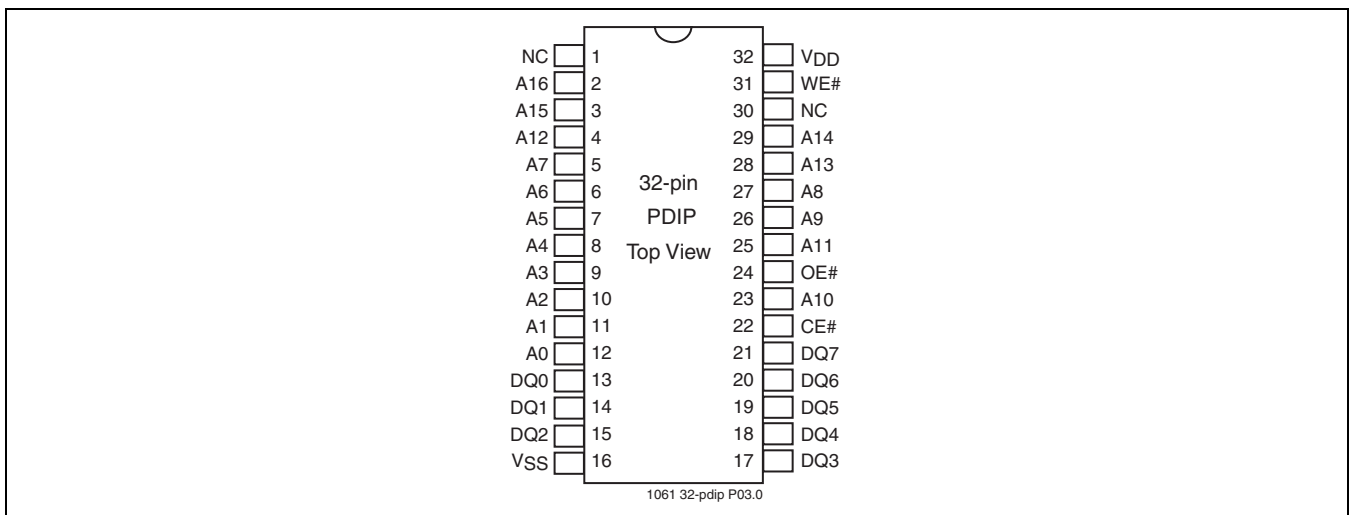 NC 1 32 VDD
A16 2 31 WE#
A15 3 30 NC
A12 4 29 A14
A7 5 28 A13
A6 6 32-pin 27 A8
A5 7 PDIP 26 A9
A4 8 Top View 25 A11
A3 9 24 OE#
A2 10 23 A10
A1 11 22 CE#
A0 12 21 DQ7
DQ0 13 20 DQ6
DQ1 14 19 DQ5
DQ2 15 18 DQ4
VSS 16 17 DQ3
1061 32-pdip P03.0